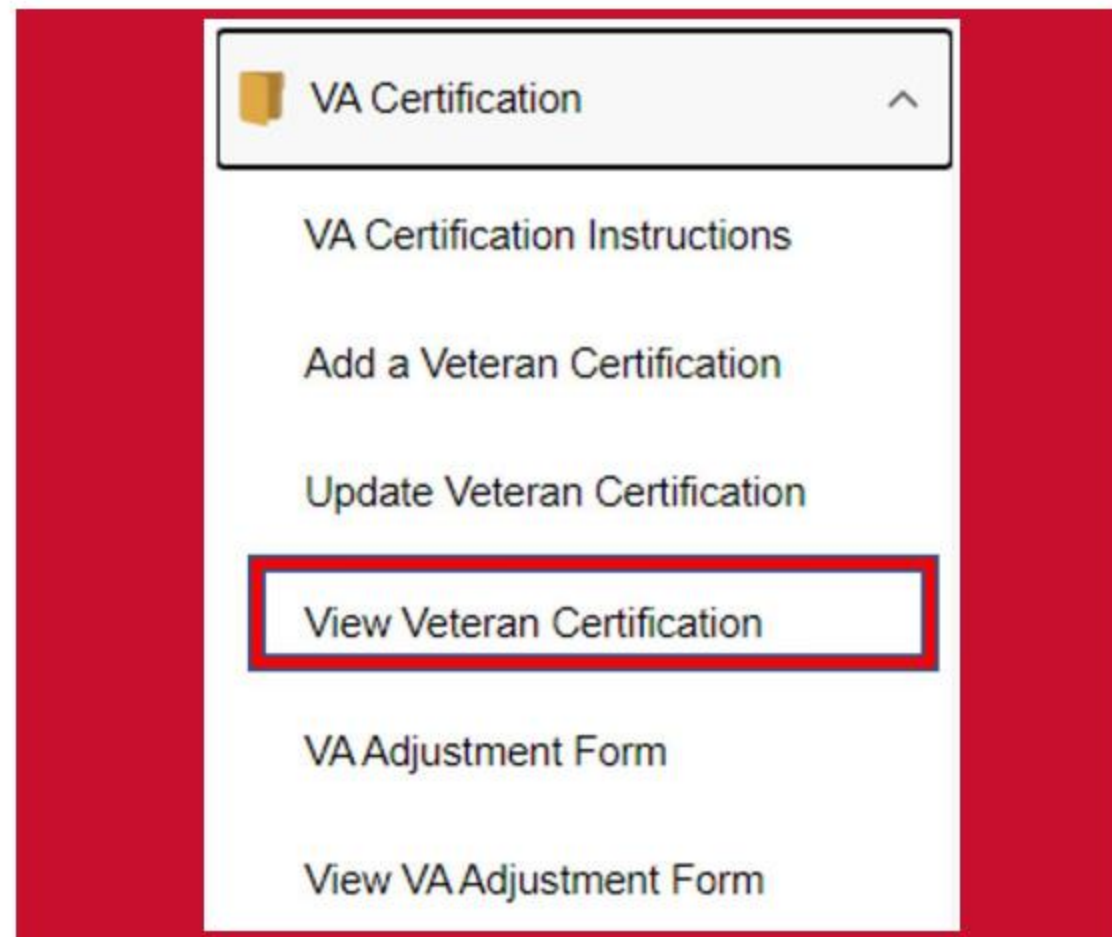 VA Certification
VA Certification Instructions
Add a Veteran Certification
Update Veteran Certification
View Veteran Certification
VA Adjustment Form
View VA Adjustment Form